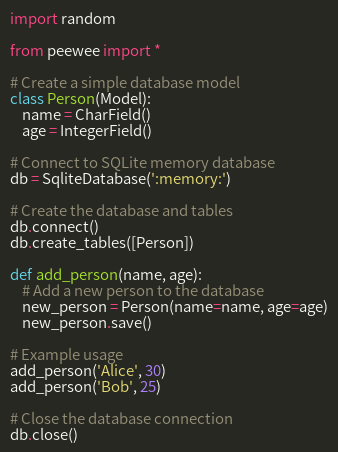 import random
from peewee import *
# Create a simple database model
class Person(Model):
    name = CharField()
    age = IntegerField()
# Connect to SQLite memory database
db = SqliteDatabase(':memory:')
# Create the database and tables
db.connect()
db.create_tables([Person])
def add_person(name, age):
    # Add a new person to the database
    new_person = Person(name=name, age=age)
    new_person.save()
# Example usage
add_person('Alice', 30)
add_person('Bob', 25)
# Close the database connection
db.close()